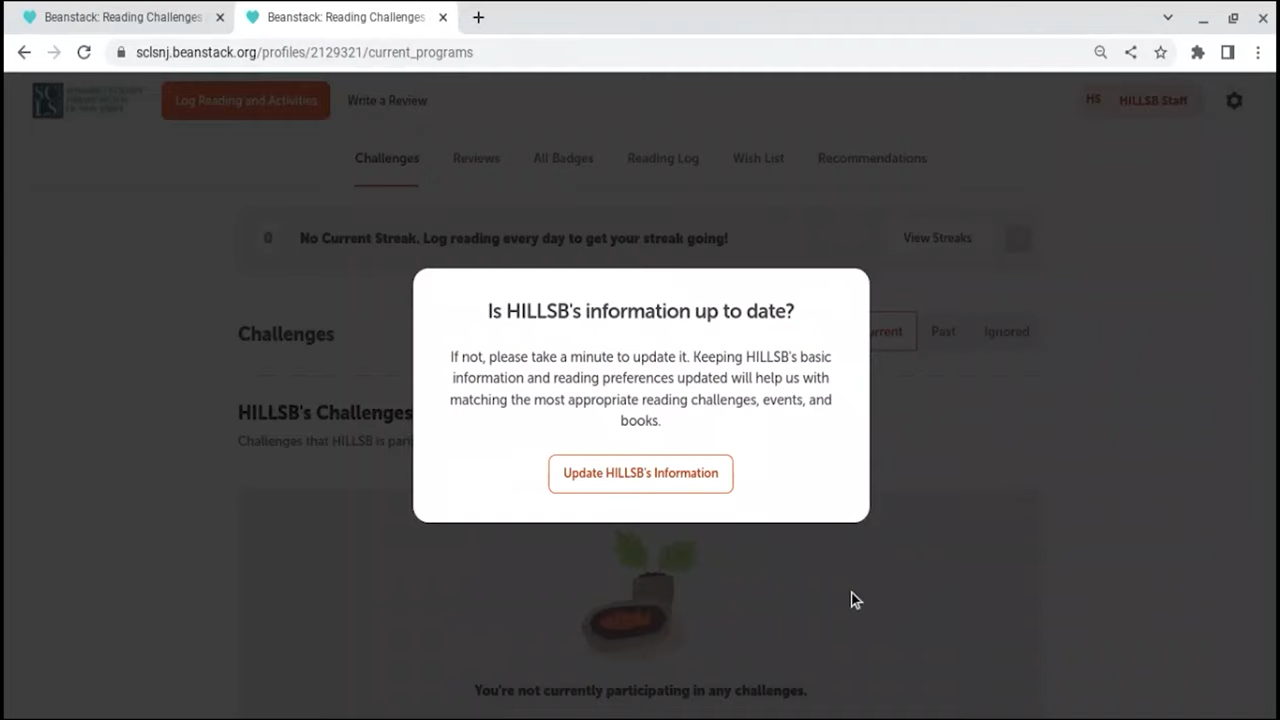 Beanstack: Reading Challenges
Beanstack: Reading Challenges
sclsnj.beanstack.org/profiles/2129321/current_programs
SC
LS
Log Reading and Activities
Write a Review
HS
HILLSB Staff
Challenges
Reviews
All Badges
Reading Log
Wish List
Recommendations
0
No Current Streak. Log reading every day to get your streak going!
View Streaks
Is HILLSB's information up to date?
Challenges
Past
Ignored
If not, please take a minute to update it. Keeping HILLSB's basic
information and reading preferences updated will help us with
matching the most appropriate reading challenges, events, and
books.
HILLSB's Challenges
Challenges that HILLSB is
Update HILLSB's Information
You're not currently participating in any challenges.